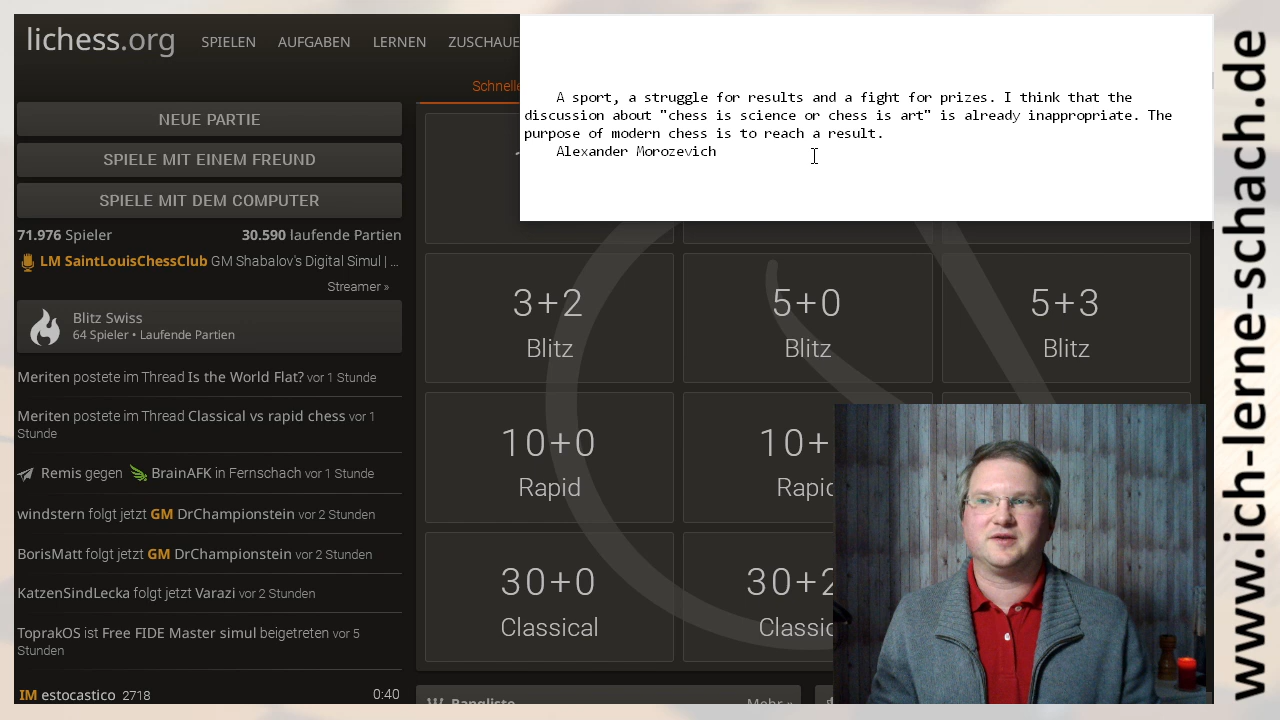 lichess.org
SPIELEN AUFGABEN LERNEN ZUSCHAUE
Schnelle
A sport, a struggle for results and a fight for prizes. I think that the
discussion about "chess is science or chess is art" is already inappropriate. The
purpose of modern chess is to reach a result.
Alexander Morozevich
NEUE PARTIE
SPIELE MIT EINEM FREUND
SPIELE MIT DEM COMPUTER
71.976 Spieler 30.590 laufende Partien
LM SaintLouisChessClub GM Shabalov's Digital Simul | ...
Streamer »
Blitz Swiss
64 Spieler • Laufende Partien
Meriten postete im Thread Is the World Flat? vor 1 Stunde
Meriten postete im Thread Classical vs rapid chess vor 1
Stunde
Remis gegen BrainAFK in Fernschach vor 1 Stunde
windstern folgt jetzt GM DrChampionstein vor 2 Stunden
BorisMatt folgt jetzt GM DrChampionstein vor 2 Stunden
KatzenSindLecka folgt jetzt Varazi vor 2 Stunden
ToprakOS ist Free FIDE Master simul beigetreten vor 5
Stunden
IM estocastico 2718 0:40
3+2
Blitz
5+0
Blitz
5+3
Blitz
10+0
Rapid
10+
Rapid
30+0
Classical
30+2
Classic
Rangliste Mehr »
www.ich-lerne-schach.de